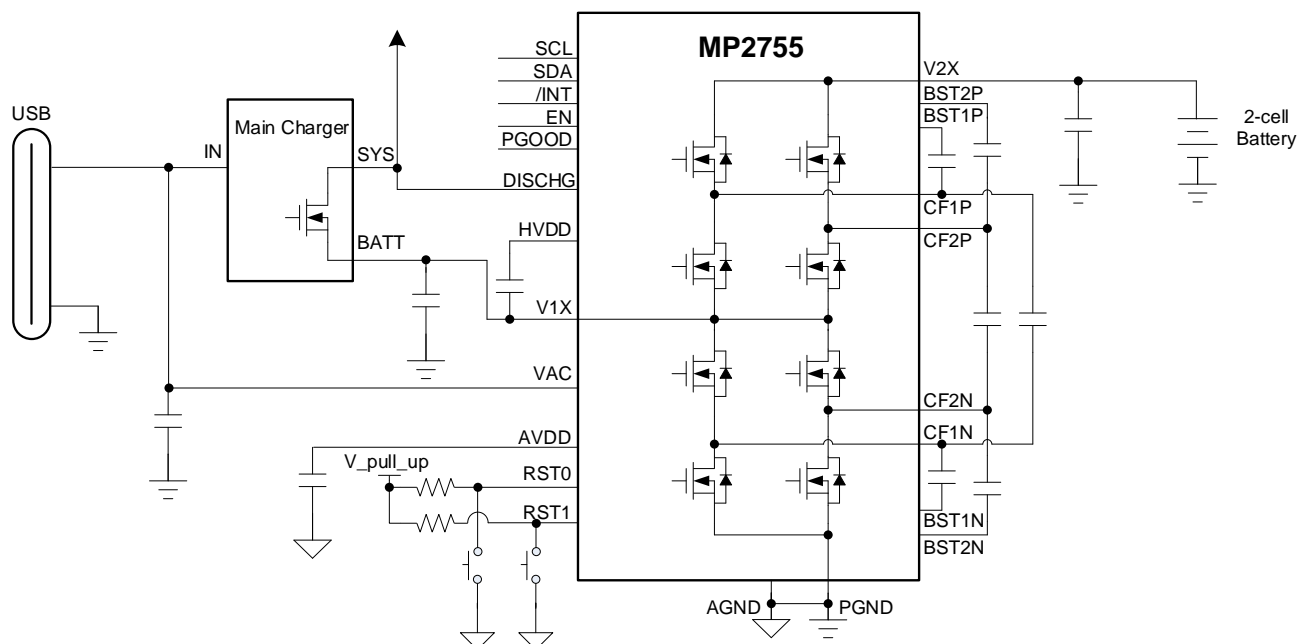 MP2755
SCL
SDA
/INT
EN
PGOOD
DISCHG
HVDD
V1X
VAC
AVDD
RST0
RST1
V_pull_up
USB
IN
Main Charger
SYS
BATT
V2X
BST2P
BST1P
CF1P
CF2P
CF2N
CF1N
BST1N
BST2N
2-cell
Battery
AGND
PGND